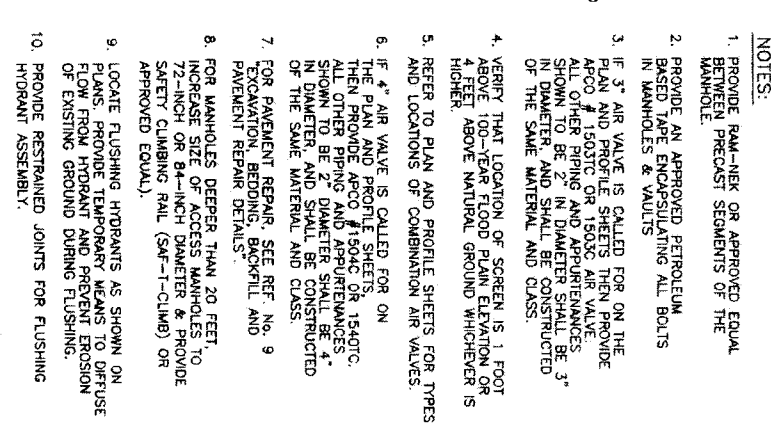 NOTES:
1. PROVIDE RAM-NEK OR APPROVED EQUAL
BETWEEN PRECAST SEGMENTS OF THE
MANHOLE.
2. PROVIDE AN APPROVED PETROLEUM
BASED TAPE ENCAPSULATING ALL BOLTS
IN MANHOLES & VAULTS
3. IF 3" AIR VALVE IS CALLED FOR ON THE
PLAN AND PROFILE SHEETS THEN PROVIDE
APCO # 1503TC OR 1503C AIR VALVE.
ALL OTHER PIPING AND APPURTENANCES
SHOWN TO BE 2" IN DIAMETER SHALL BE 3"
IN DIAMETER, AND SHALL BE CONSTRUCTED
OF THE SAME MATERIAL AND CLASS.
4. VERIFY THAT LOCATION OF SCREEN IS 1 FOOT
ABOVE 100-YEAR FLOOD PLAIN ELEVATION OR
4 FEET ABOVE NATURAL GROUND WHICHEVER IS
HIGHER.
5. REFER TO PLAN AND PROFILE SHEETS FOR TYPES
AND LOCATIONS OF COMBINATION AIR VALVES.
6. IF 4" AIR VALVE IS CALLED FOR ON
THE PLAN AND PROFILE SHEETS,
THEN PROVIDE APCO #1504C OR 1540TC.
ALL OTHER PIPING AND APPURTENANCES
SHOWN TO BE 2" DIAMETER SHALL BE 4"
IN DIAMETER, AND SHALL BE CONSTRUCTED
OF THE SAME MATERIAL AND CLASS.
7. FOR PAVEMENT REPAIR, SEE REF. No. 9
"EXCAVATION, BEDDING, BACKFILL AND
PAVEMENT REPAIR DETAILS".
8. FOR MANHOLES DEEPER THAN 20 FEET,
INCREASE SIZE OF ACCESS MANHOLES TO
72-INCH OR 84-INCH DIAMETER & PROVIDE
SAFETY CLIMBING RAIL (SAF-T-CLIMB) OR
APPROVED EQUAL).
9. LOCATE FLUSHING HYDRANTS AS SHOWN ON
PLANS. PROVIDE TEMPORARY MEANS TO DIFFUSE
FLOW FROM HYDRANT AND PREVENT EROSION
OF EXISTING GROUND DURING FLUSHING.
10. PROVIDE RESTRAINED JOINTS FOR FLUSHING
HYDRANT ASSEMBLY.